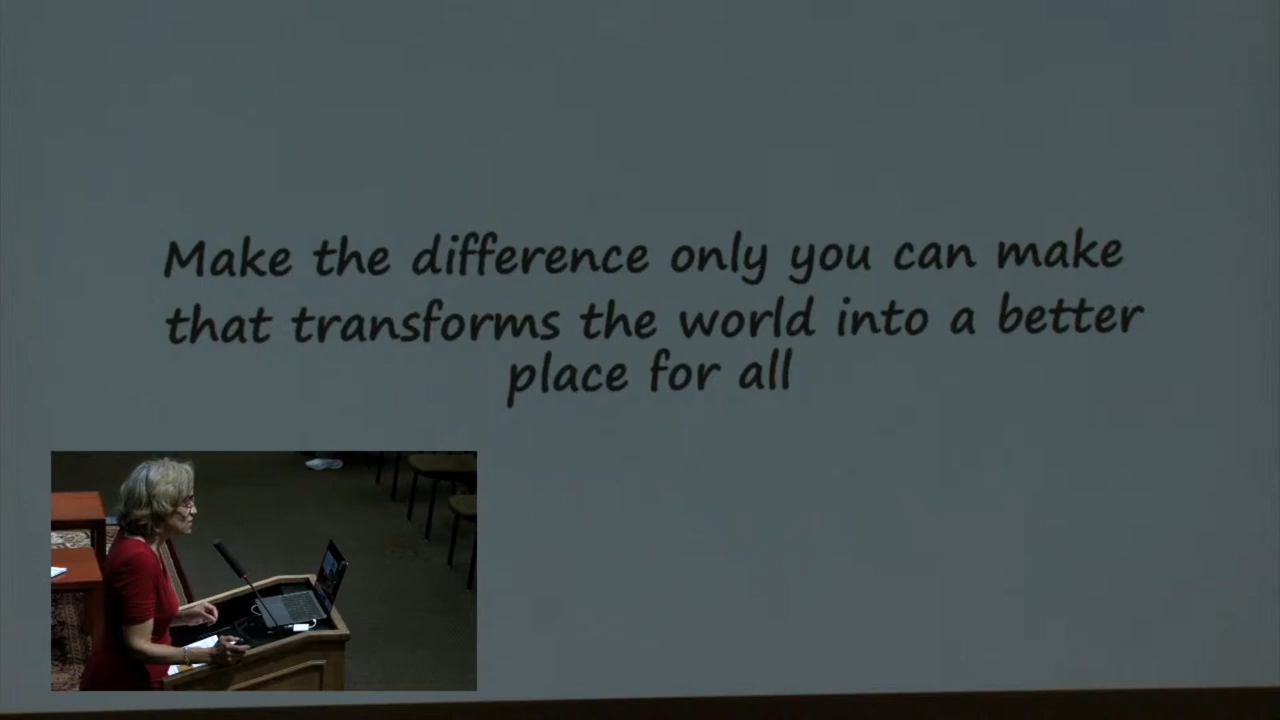 Make the difference only you can make
that transforms the world into a better
place for all